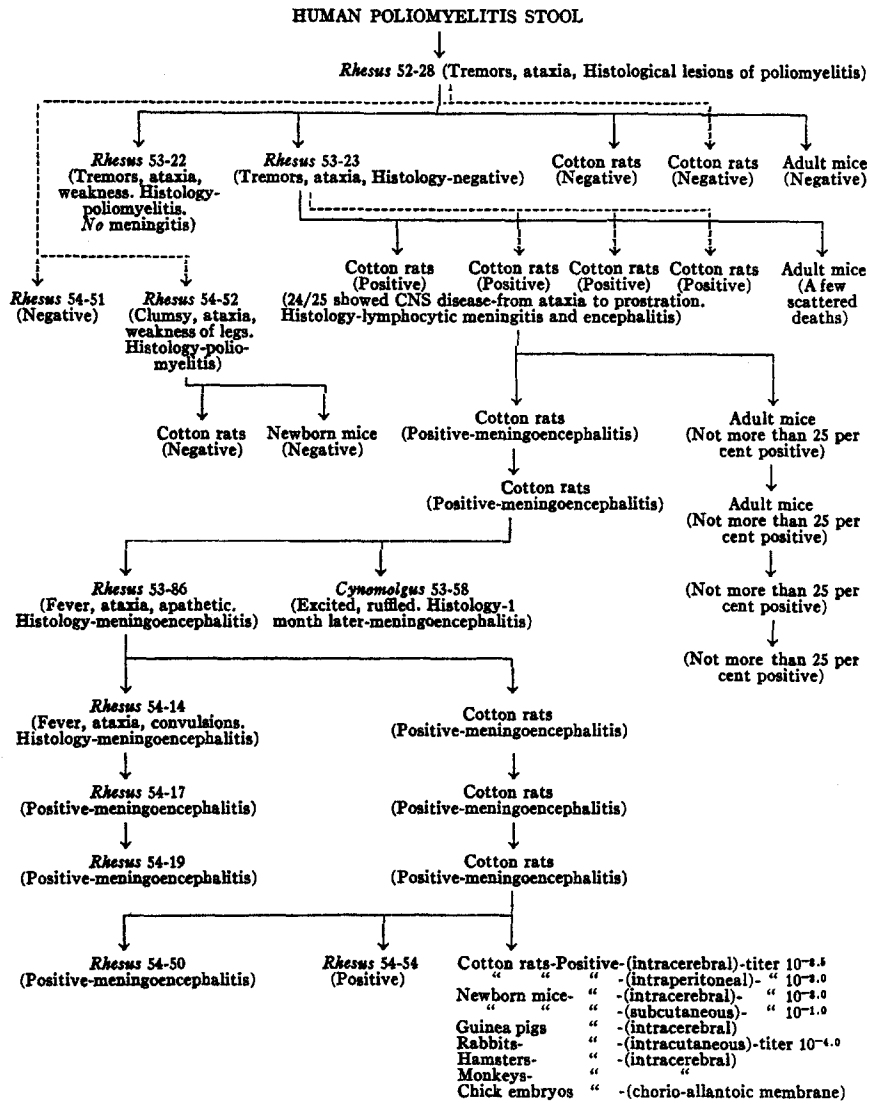 HUMAN POLIOMYELITIS STOOL
Rhesus 52-28 (Tremors, ataxia, Histological lesions of poliomyelitis)
Rhesus 53-22
(Tremors, ataxia,
weakness. Histology-
poliomyelitis.
No meningitis)
Rhesus 53-23
(Tremors, ataxia, Histology-negative)
Cotton rats
(Negative)
Cotton rats
(Negative)
Adult mice
(Negative)
Rhesus 54-51
(Negative)
Rhesus 54-52
(Clumsy, ataxia,
weakness of legs.
Histology-polio-
myelitis)
Cotton rats
(Positive)
Cotton rats
(Positive)
Cotton rats
(Positive)
Cotton rats
(Positive)
(24/25 showed CNS disease-from ataxia to prostration.
Histology-lymphocytic meningitis and encephalitis)
Adult mice
(A few
scattered
deaths)
Cotton rats
(Negative)
Newborn mice
(Negative)
Cotton rats
(Positive-meningoencephalitis)
Adult mice
(Not more than 25 per
cent positive)
Cotton rats
(Positive-meningoencephalitis)
Adult mice
(Not more than 25 per
cent positive)
Rhesus 53-86
(Fever, ataxia, apathetic.
Histology-meningoencephalitis)
Cynomolgus 53-58
(Excited, ruffled. Histology-1
month later-meningoencephalitis)
(Not more than 25 per
cent positive)
(Not more than 25 per
cent positive)
Rhesus 54-14
(Fever, ataxia, convulsions.
Histology-meningoencephalitis)
Cotton rats
(Positive-meningoencephalitis)
Rhesus 54-17
(Positive-meningoencephalitis)
Cotton rats
(Positive-meningoencephalitis)
Rhesus 54-19
(Positive-meningoencephalitis)
Cotton rats
(Positive-meningoencephalitis)
Rhesus 54-50
(Positive-meningoencephalitis)
Rhesus 54-54
(Positive)
Cotton rats-Positive-(intracerebral)-titer 10⁻⁸·⁵
“ “ “ -(intraperitoneal)- “ 10⁻⁸·⁰
Newborn mice- “ -(intracerebral)- “ 10⁻⁸·⁰
“ “ “ -(subcutaneous)- “ 10⁻¹·⁰
Guinea pigs “ -(intracerebral)
Rabbits- “ -(intracutaneous)-titer 10⁻⁴·⁰
Hamsters- “ -(intracerebral)
Monkeys- “ “
Chick embryos “ -(chorio-allantoic membrane)